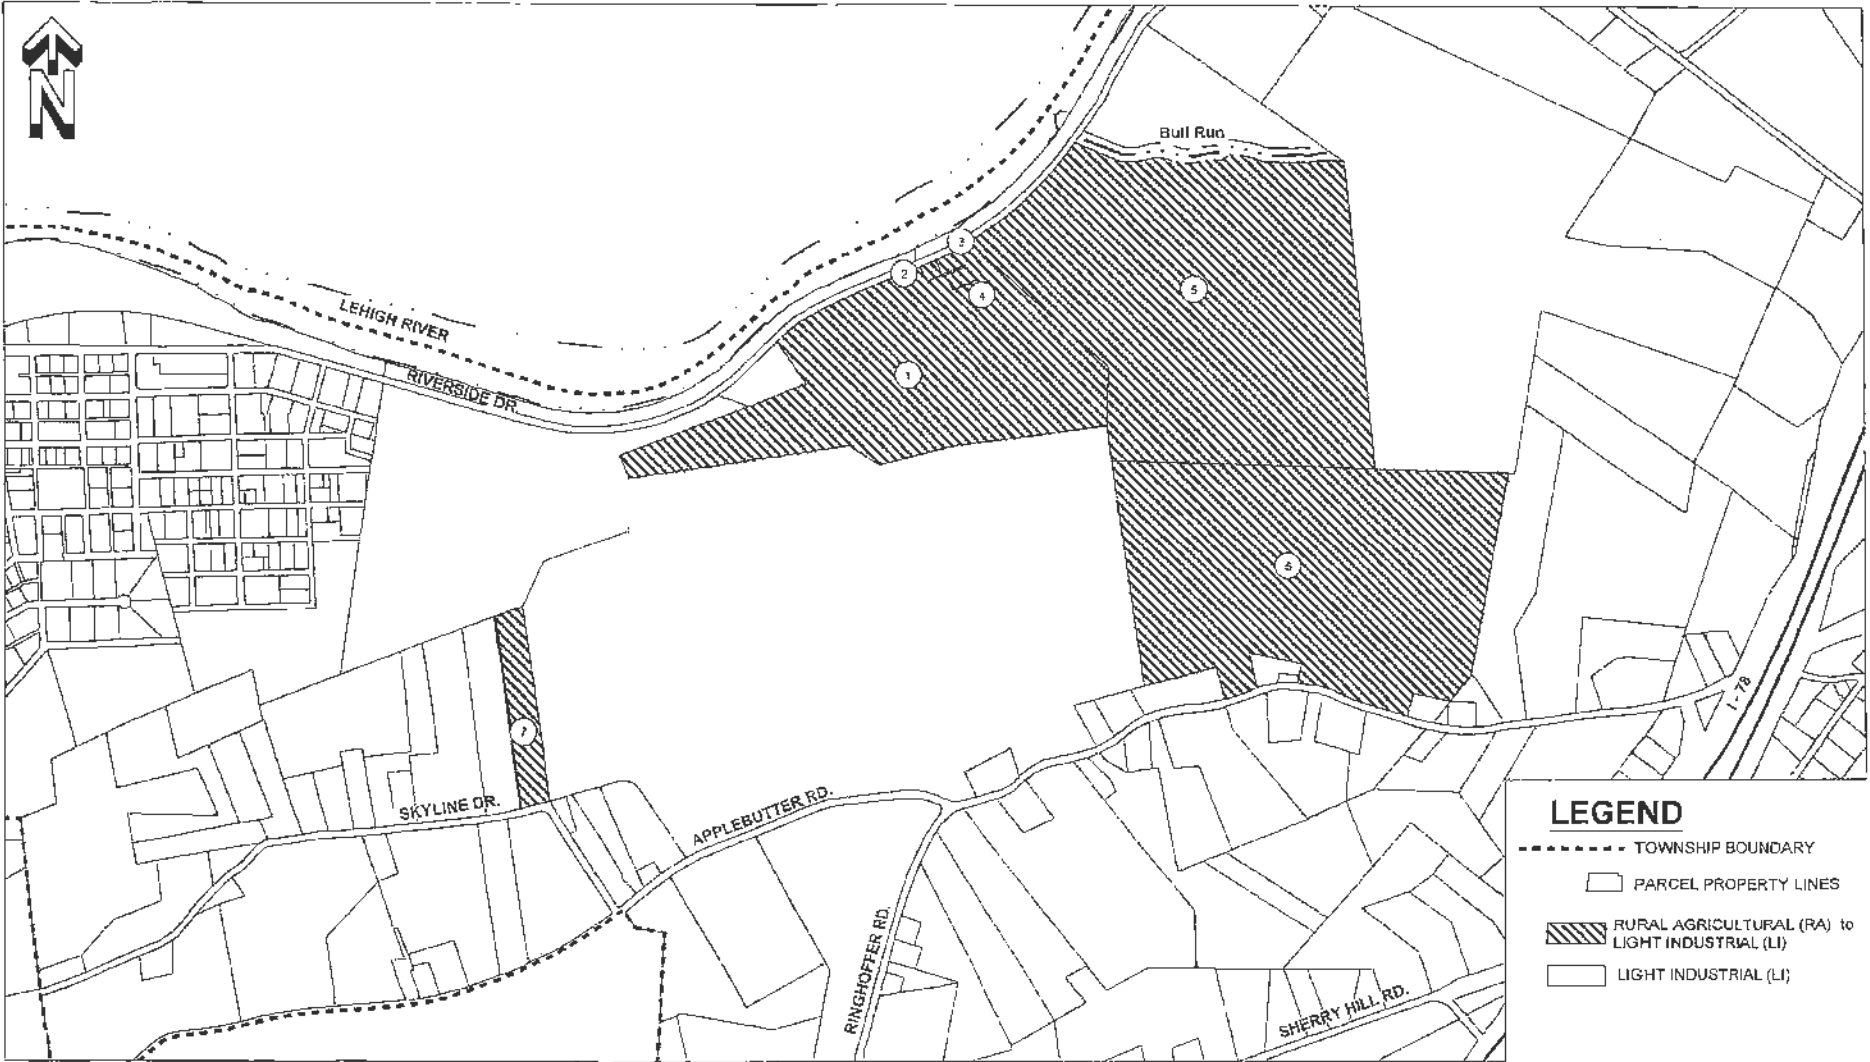 N
Bull Run
3
2
4
5
LEHIGH RIVER
RIVERSIDE DR.
1
6
7
I - 78
SKYLINE DR.
APPLEBUTTER RD.
RINGHOFFER RD.
SHERRY HILL RD.
LEGEND
TOWNSHIP BOUNDARY
PARCEL PROPERTY LINES
RURAL AGRICULTURAL (RA) to
LIGHT INDUSTRIAL (LI)
LIGHT INDUSTRIAL (LI)